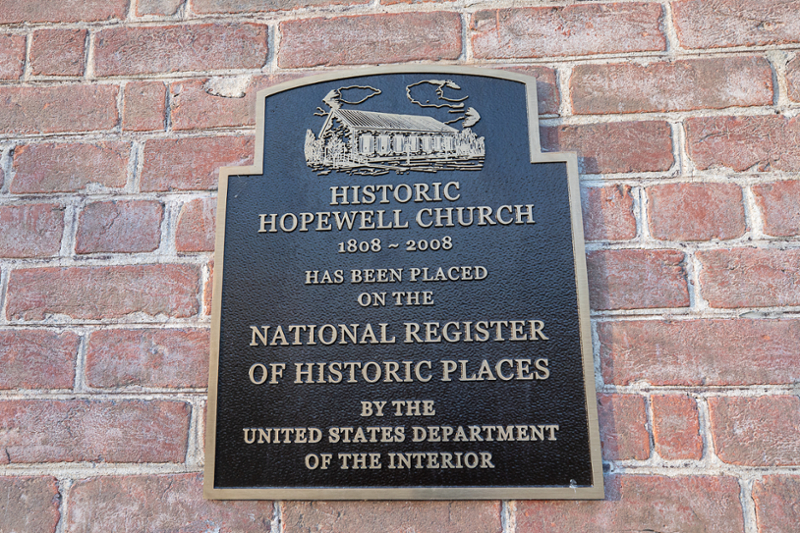 HISTORIC
HOPEWELL CHURCH
1808 ~ 2008
HAS BEEN PLACED
ON THE
NATIONAL REGISTER
OF HISTORIC PLACES
BY THE
UNITED STATES DEPARTMENT
OF THE INTERIOR